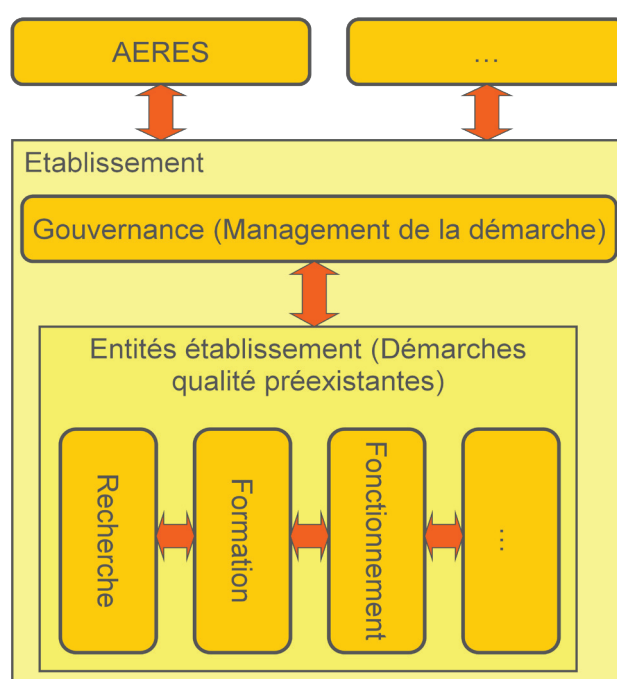 AERES
…
Etablissement
Gouvernance (Management de la démarche)
Entités établissement (Démarches
qualité préexistantes)
Recherche
Formation
Fonctionnement
…